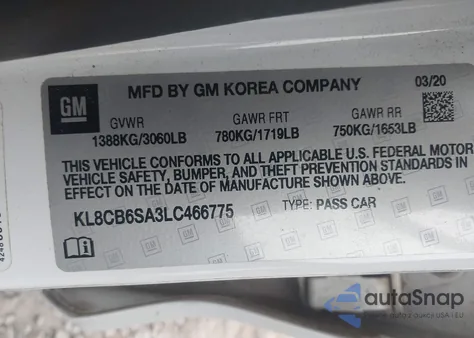 MFD BY GM KOREA COMPANY
03/20
GM
GVWR
GAWR FRT
GAWR RR
1388KG/3060LB
780KG/1719LB
750KG/1653LB
THIS VEHICLE CONFORMS TO ALL APPLICABLE U.S. FEDERAL MOTOR
VEHICLE SAFETY, BUMPER, AND THEFT PREVENTION STANDARDS IN
EFFECT ON THE DATE OF MANUFACTURE SHOWN ABOVE.
KL8CB6SA3LC466775
TYPE: PASS CAR
autoSnap